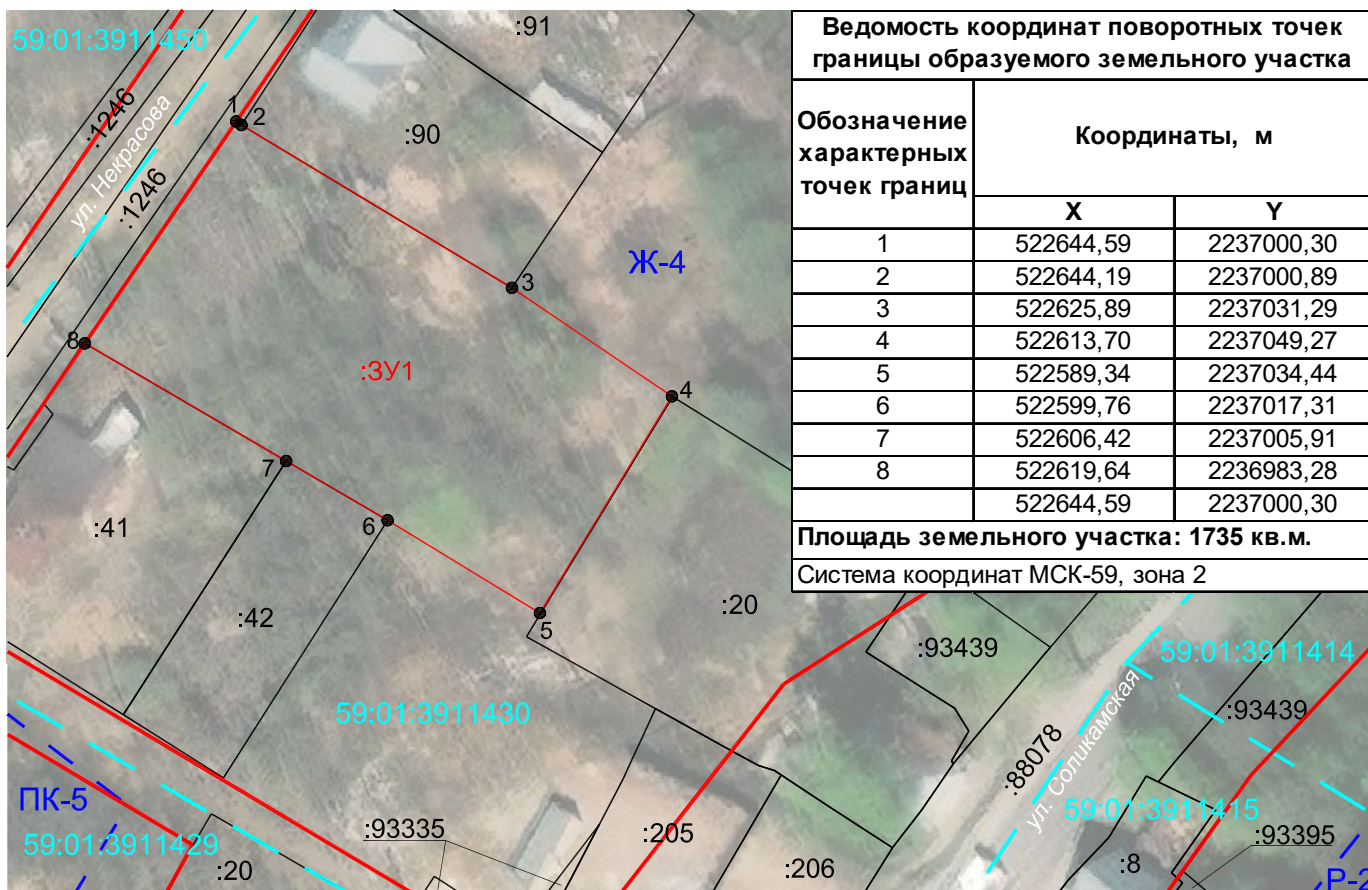 59:01:3911450
:1246
ул. Некрасова
:1246
:91
:90
1
2
3
Ж-4
8
:ЗУ1
4
7
6
5
:41
:42
:20
59:01:3911430
:93439
59:01:3911414
:93439
:88078
ул. Соликамская
59:01:3911415
ПК-5
59:01:3911429
:20
:93335
:205
:206
:8
:93395
Р-2
Ведомость координат поворотных точек
границы образуемого земельного участка
Обозначение
характерных
точек границ
Координаты, м
X Y
1 522644,59 2237000,30
2 522644,19 2237000,89
3 522625,89 2237031,29
4 522613,70 2237049,27
5 522589,34 2237034,44
6 522599,76 2237017,31
7 522606,42 2237005,91
8 522619,64 2236983,28
522644,59 2237000,30
Площадь земельного участка: 1735 кв.м.
Система координат МСК-59, зона 2